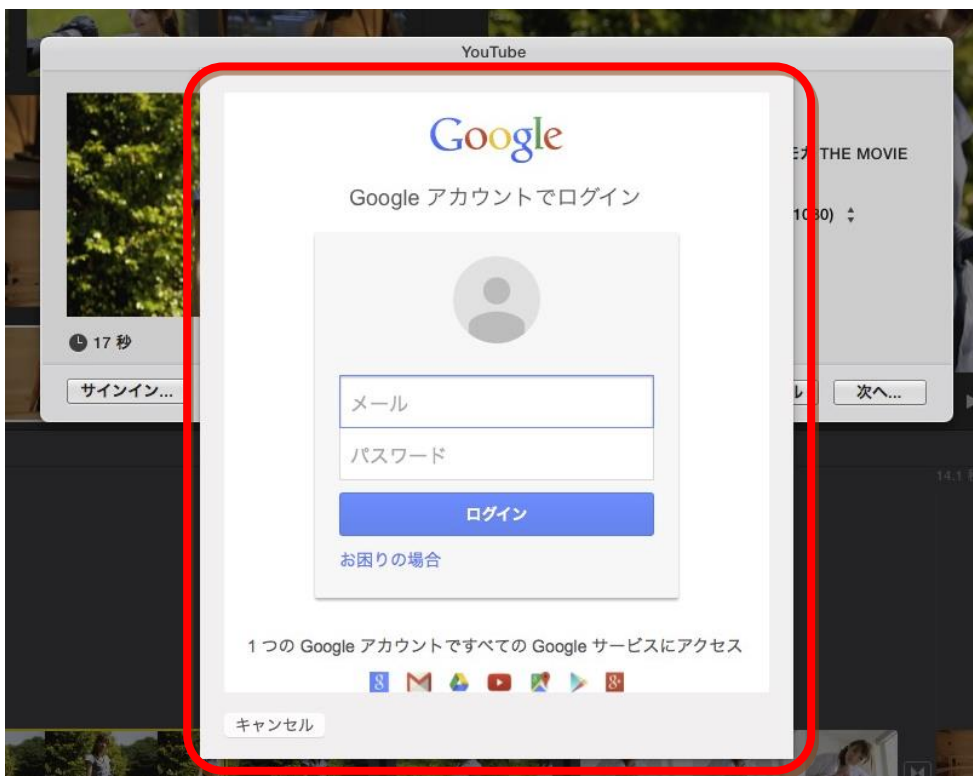 YouTube
Google
Google アカウントでログイン
THE MOVIE
1080)
17 秒
サインイン...
次へ...
メール
パスワード
ログイン
お困りの場合
14.1
1 つの Google アカウントですべての Google サービスにアクセス
キャンセル